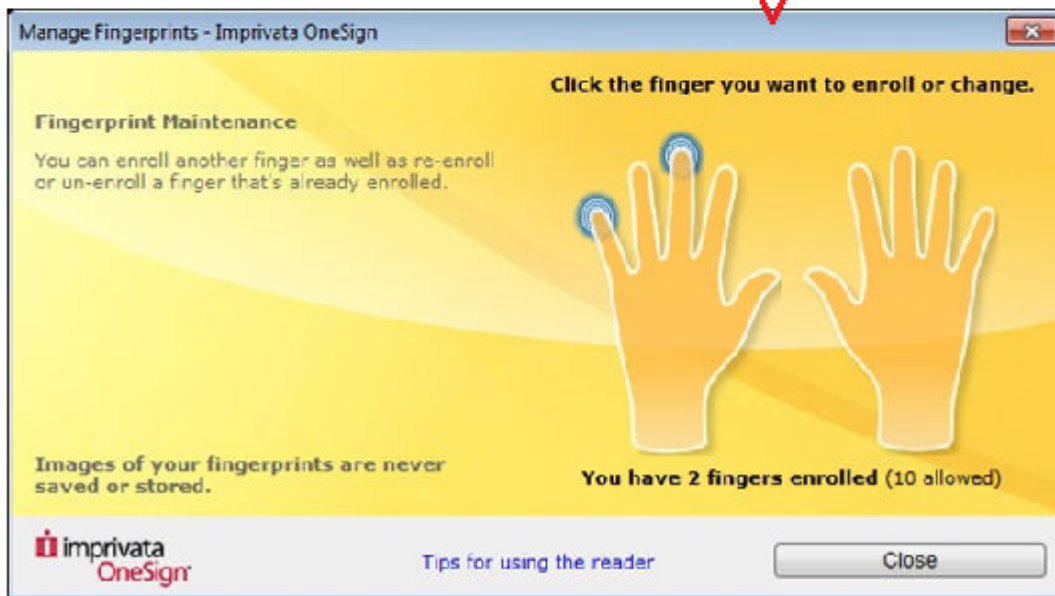 Manage Fingerprints - Imprivata OneSign
Click the finger you want to enroll or change.
Fingerprint Maintenance
You can enroll another finger as well as re-enroll
or un-enroll a finger that's already enrolled.
Images of your fingerprints are never
saved or stored.
You have 2 fingers enrolled (10 allowed)
imprivata
OneSign
Tips for using the reader
Close